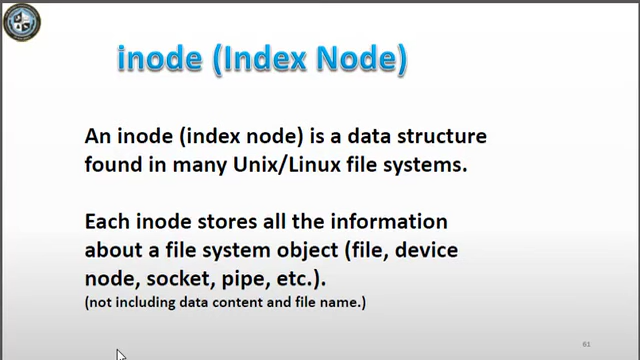 inode (Index Node)
An inode (index node) is a data structure
found in many Unix/Linux file systems.
Each inode stores all the information
about a file system object (file, device
node, socket, pipe, etc.).
(not including data content and file name.)
61